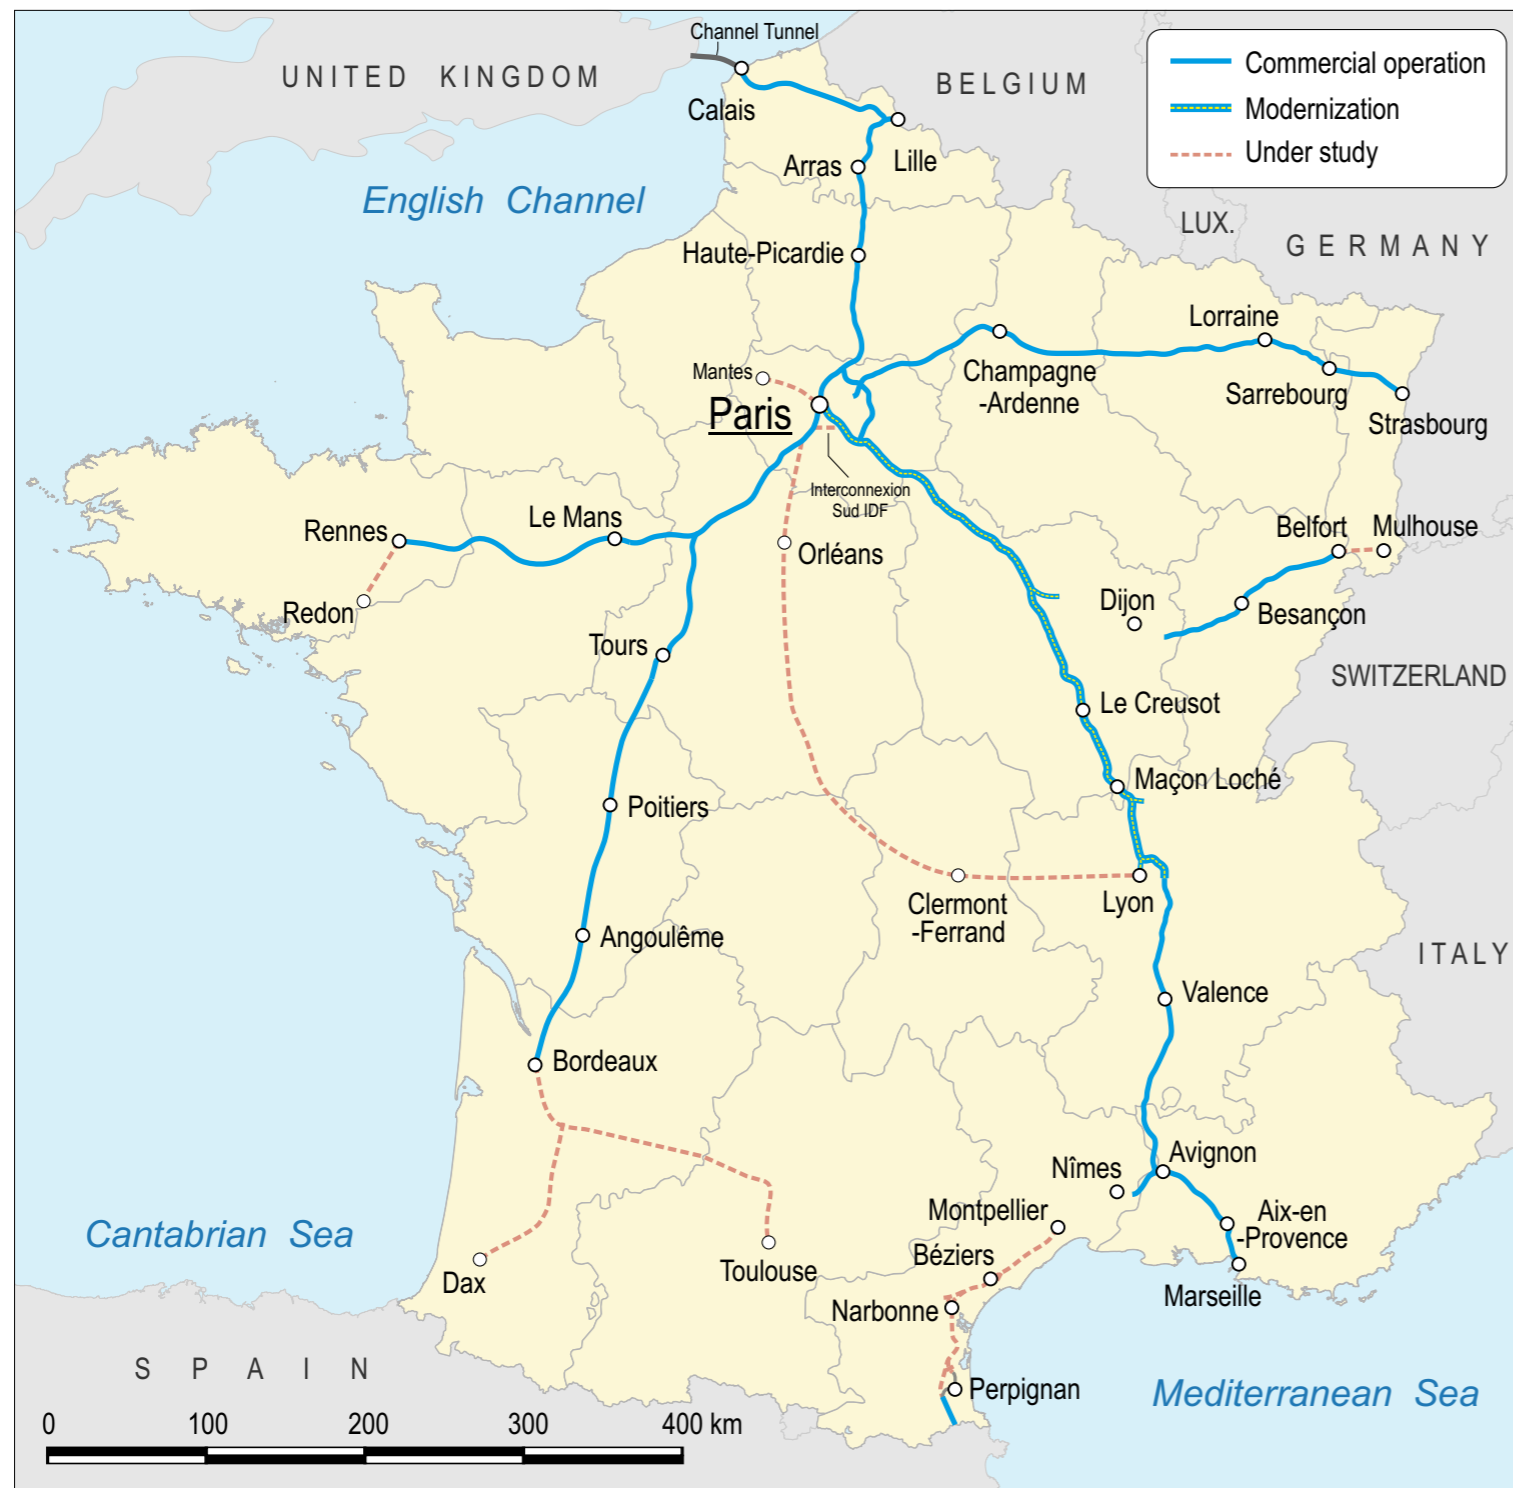 Channel Tunnel
UNITED KINGDOM
BELGIUM
Commercial operation
Modernization
Under study
Calais
Lille
Arras
English Channel
LUX.
GERMANY
Haute-Picardie
Lorraine
Mantes
Champagne
-Ardenne
Sarrebourg
Paris
Strasbourg
Interconnexion
Sud IDF
Rennes
Le Mans
Orléans
Belfort
Mulhouse
Redon
Dijon
Besançon
Tours
SWITZERLAND
Le Creusot
Maçon Loché
Poitiers
Clermont
-Ferrand
Lyon
Angoulême
ITALY
Valence
Bordeaux
Avignon
Nîmes
Montpellier
Aix-en
-Provence
Cantabrian Sea
Béziers
Toulouse
Dax
Marseille
Narbonne
SPAIN
Perpignan
Mediterranean Sea
0 100 200 300 400 km